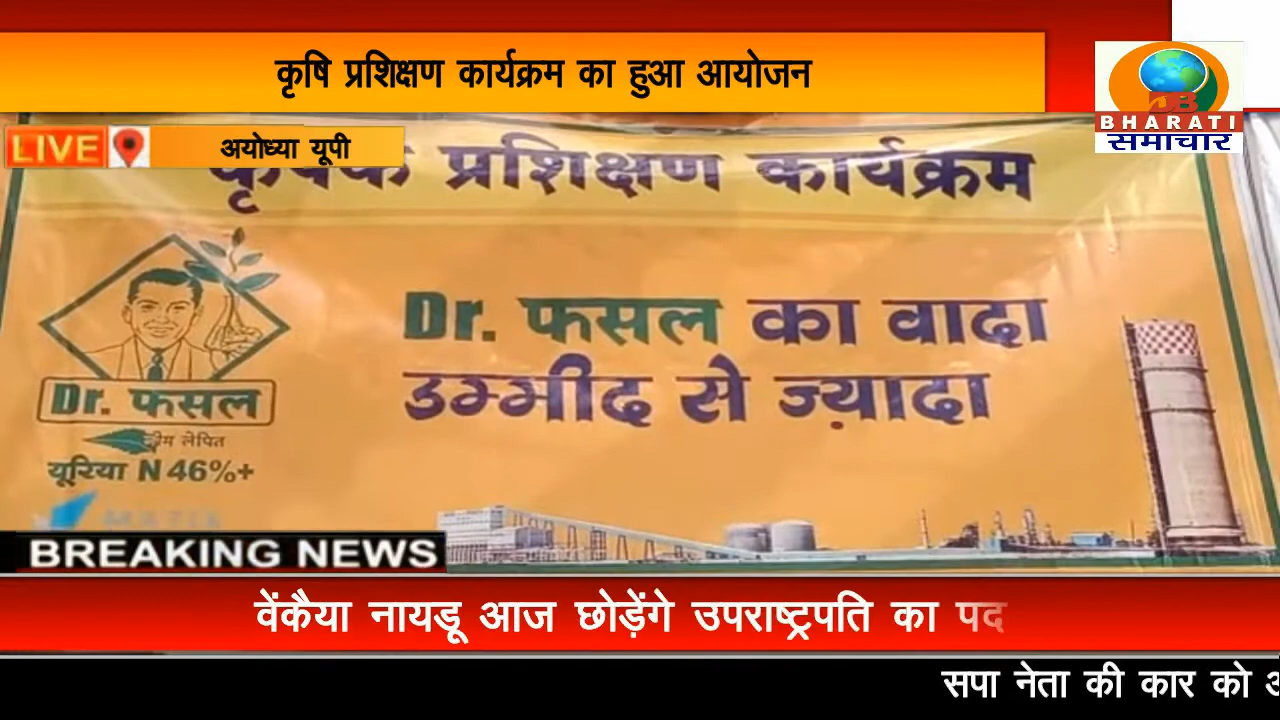 कृषि प्रशिक्षण कार्यक्रम का हुआ आयोजन
BHARATI
समाचार
LIVE
अयोध्या यूपी
कृषक प्रशिक्षण कार्यक्रम
Dr. फसल का वादा
उम्मीद से ज्यादा
Dr. फसल
नीम लेपित
यूरिया N 46%+
BREAKING NEWS
वेंकैया नायडू आज छोड़ेंगे उपराष्ट्रपति का पद
सपा नेता की कार को